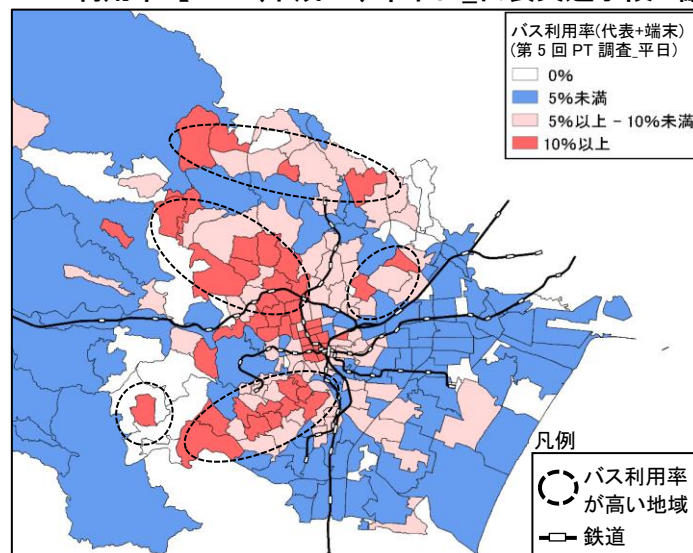 バス利用率(代表+端末)
(第5回PT調査_平日)
0%
5%未満
5%以上 - 10%未満
10%以上
凡例
バス利用率
が高い地域
鉄道